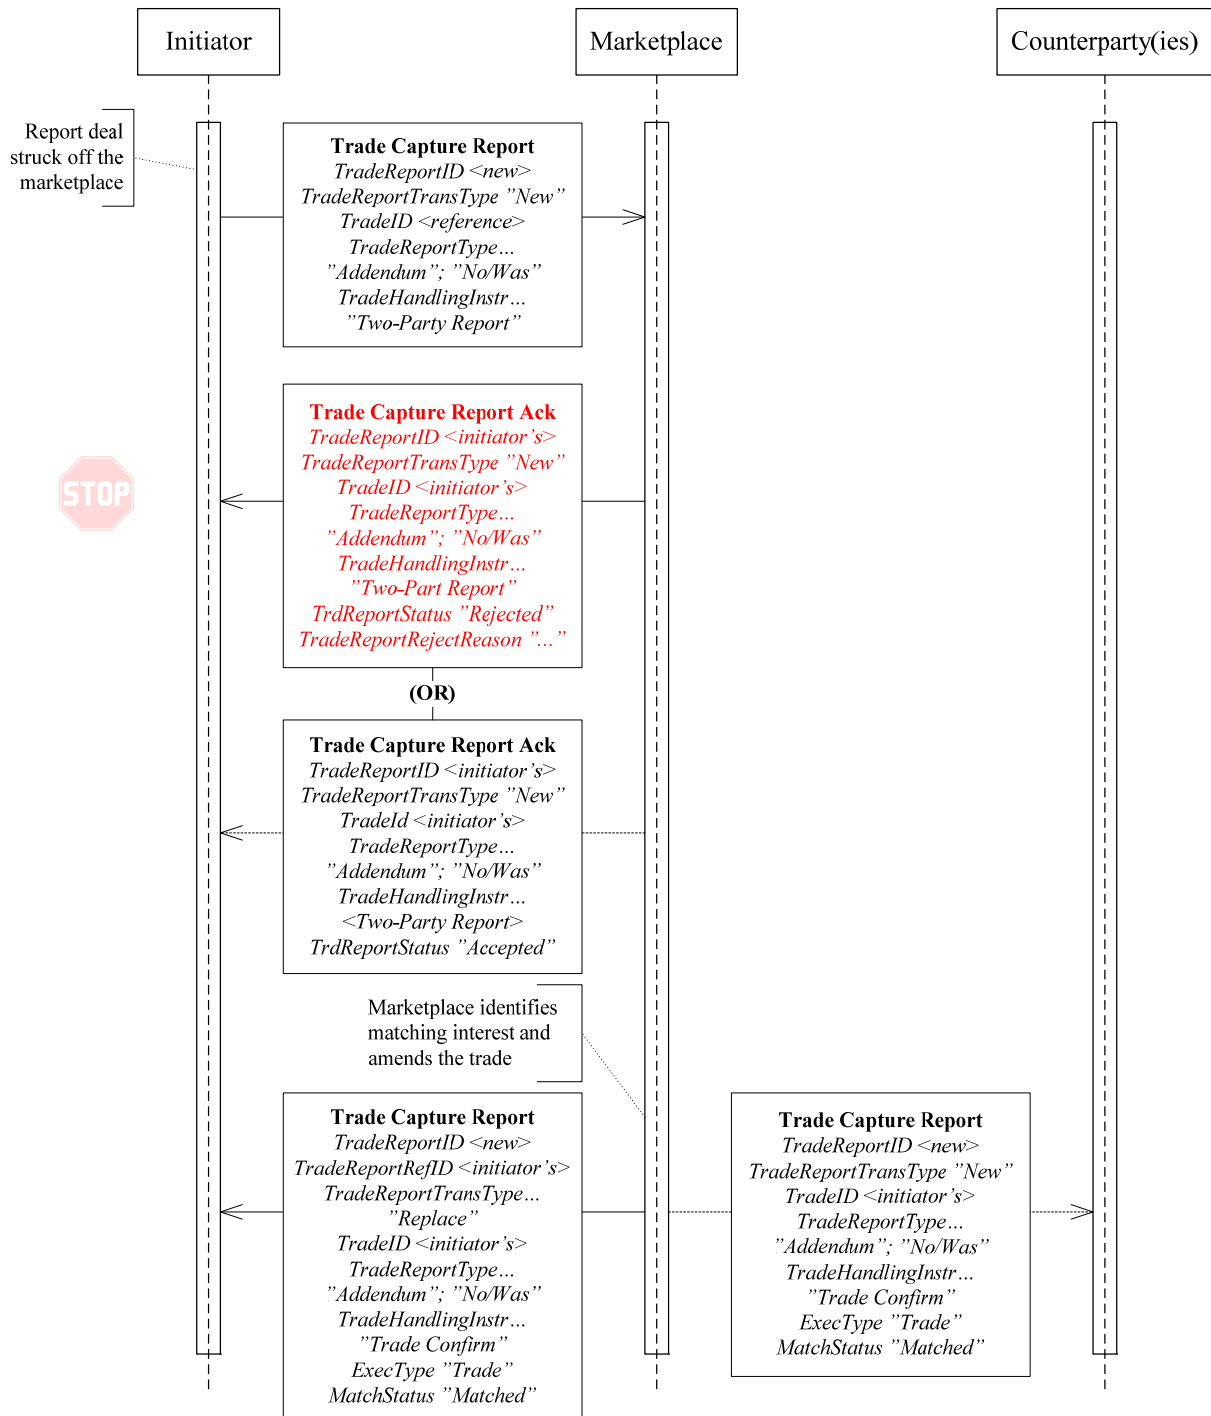 Initiator
Marketplace
Counterparty(ies)
Report deal
struck off the
marketplace
Trade Capture Report
TradeReportID <new>
TradeReportTransType ”New”
TradeID <reference>
TradeReportType...
”Addendum”; ”No/Was”
TradeHandlingInstr...
”Two-Party Report”
STOP
Trade Capture Report Ack
TradeReportID <initiator’s>
TradeReportTransType ”New”
TradeID <initiator’s>
TradeReportType...
”Addendum”; ”No/Was”
TradeHandlingInstr...
”Two-Part Report”
TrdReportStatus ”Rejected”
TradeReportRejectReason ”...”
(OR)
Trade Capture Report Ack
TradeReportID <initiator’s>
TradeReportTransType ”New”
TradeId <initiator’s>
TradeReportType...
”Addendum”; ”No/Was”
TradeHandlingInstr...
<Two-Party Report>
TrdReportStatus ”Accepted”
Marketplace identifies
matching interest and
amends the trade
Trade Capture Report
TradeReportID <new>
TradeReportRefID <initiator’s>
TradeReportTransType...
”Replace”
TradeID <initiator’s>
TradeReportType...
”Addendum”; ”No/Was”
TradeHandlingInstr...
”Trade Confirm”
ExecType ”Trade”
MatchStatus ”Matched”
Trade Capture Report
TradeReportID <new>
TradeReportTransType ”New”
TradeID <initiator’s>
TradeReportType...
”Addendum”; ”No/Was”
TradeHandlingInstr...
”Trade Confirm”
ExecType ”Trade”
MatchStatus ”Matched”